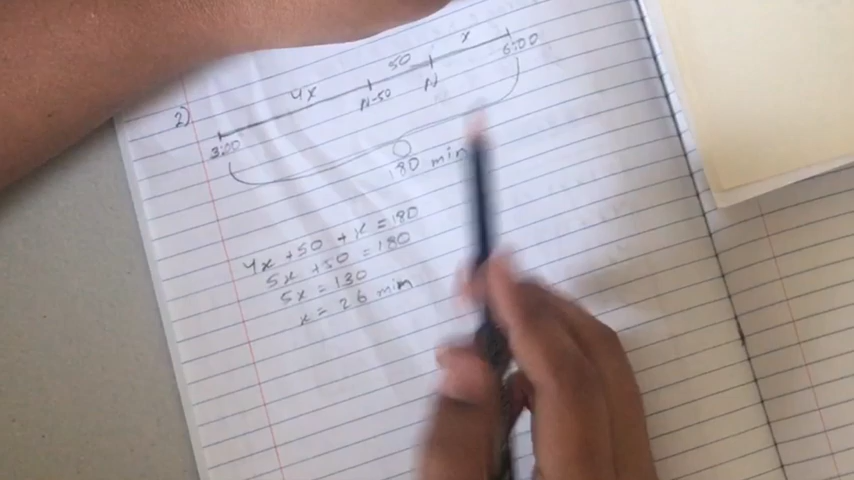 2)
4x 50 x
3:00 N-50 N 6:00
180 min
4x + 50 + x = 180
5x + 50 = 180
5x = 130
x = 26 min